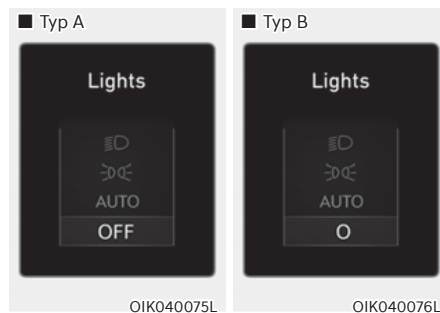 ■ Typ A
Lights
AUTO
OFF
OIK040075L
■ Typ B
Lights
AUTO
O
OIK040076L